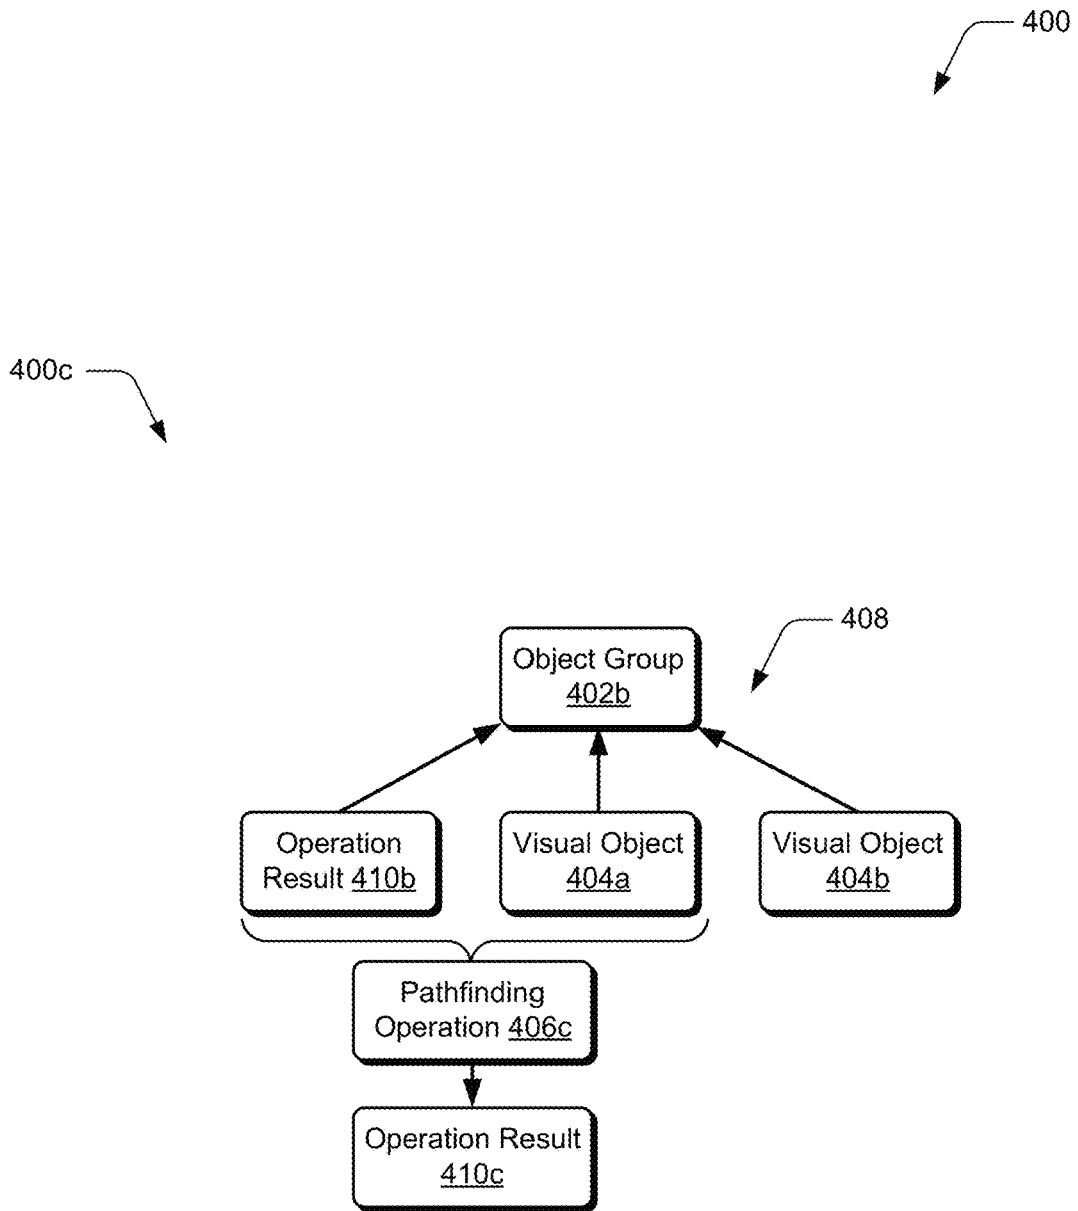 400
400c
408
Object Group
402b
Operation
Result 410b
Visual Object
404a
Visual Object
404b
Pathfinding
Operation 406c
Operation Result
410c